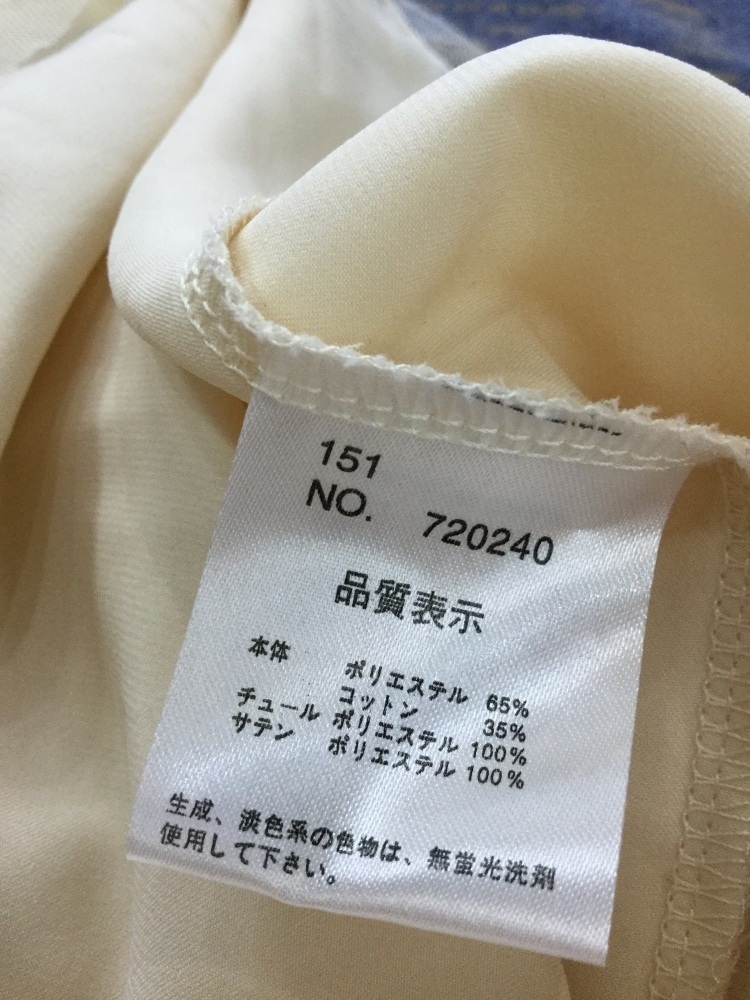 151
NO. 720240
品質表示
本体 ポリエステル 65%
コットン 35%
チュール ポリエステル 100%
サテン ポリエステル 100%
生成、淡色系の色物は、無蛍光洗剤
使用して下さい。